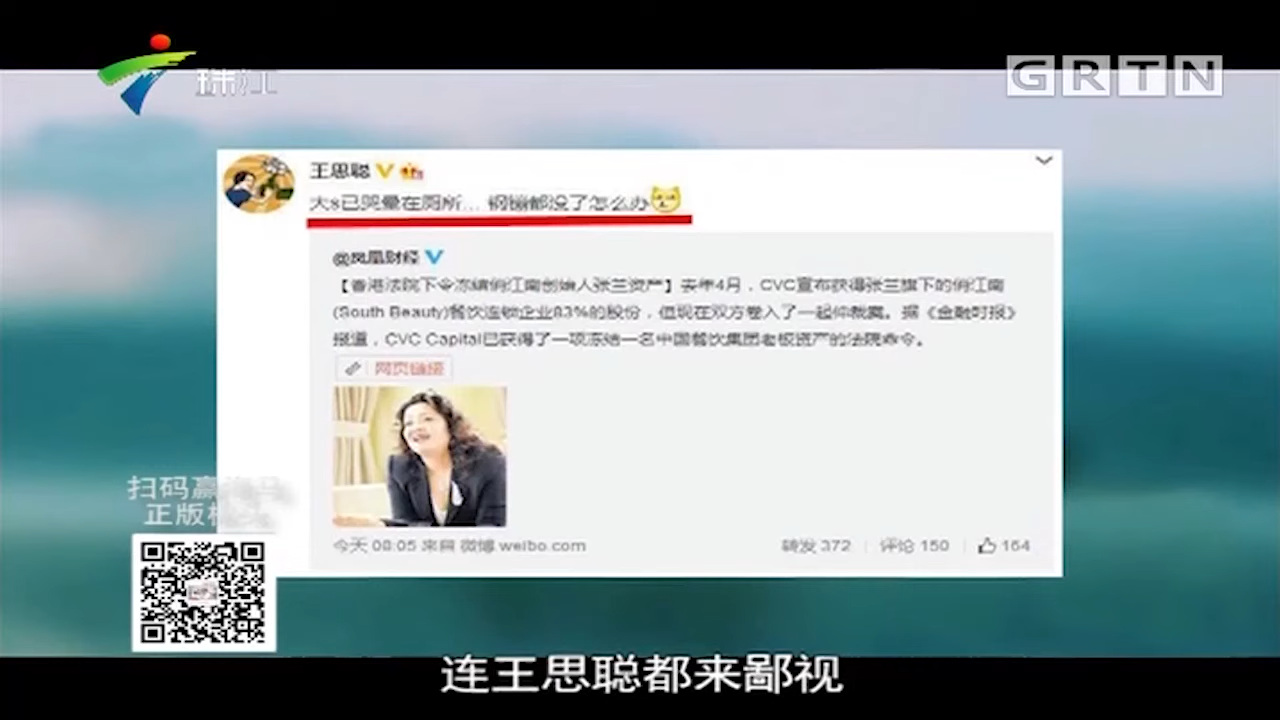 珠江
GRTN
王思聪
大s已哭晕在厕所... 钢镚都没了怎么办
@凤凰财经
【香港法院下令冻结俏江南创始人张兰资产】去年4月，CVC宣布获得张兰旗下的俏江南
(South Beauty)餐饮连锁企业83%的股份，但现在双方卷入了一起仲裁案。据《金融时报》
报道，CVC Capital已获得了一项冻结一名中国餐饮集团老板资产的法院命令。
网页链接
今天 08:05 来自 微博 weibo.com
转发 372 评论 150 164
扫码赢
正版
连王思聪都来鄙视